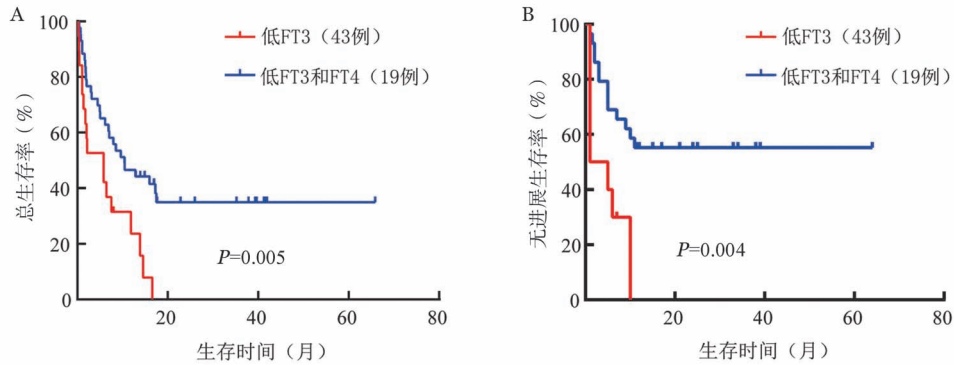 A
100
80
60
40
20
0
总生存率（%）
低FT3（43例）
低FT3和FT4（19例）
P=0.005
0 20 40 60 80
生存时间（月）
B
100
80
60
40
20
0
无进展生存率（%）
低FT3（43例）
低FT3和FT4（19例）
P=0.004
20 40 60 80
生存时间（月）